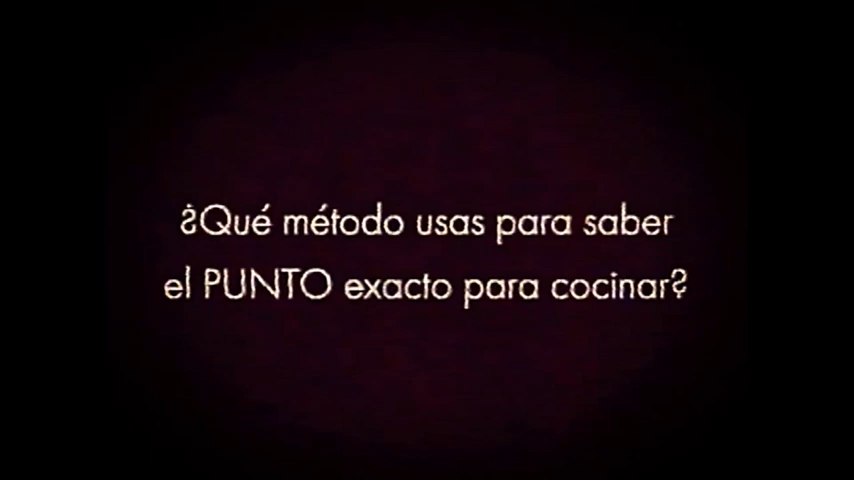 ¿Qué método usas para saber
el PUNTO exacto para cocinar?